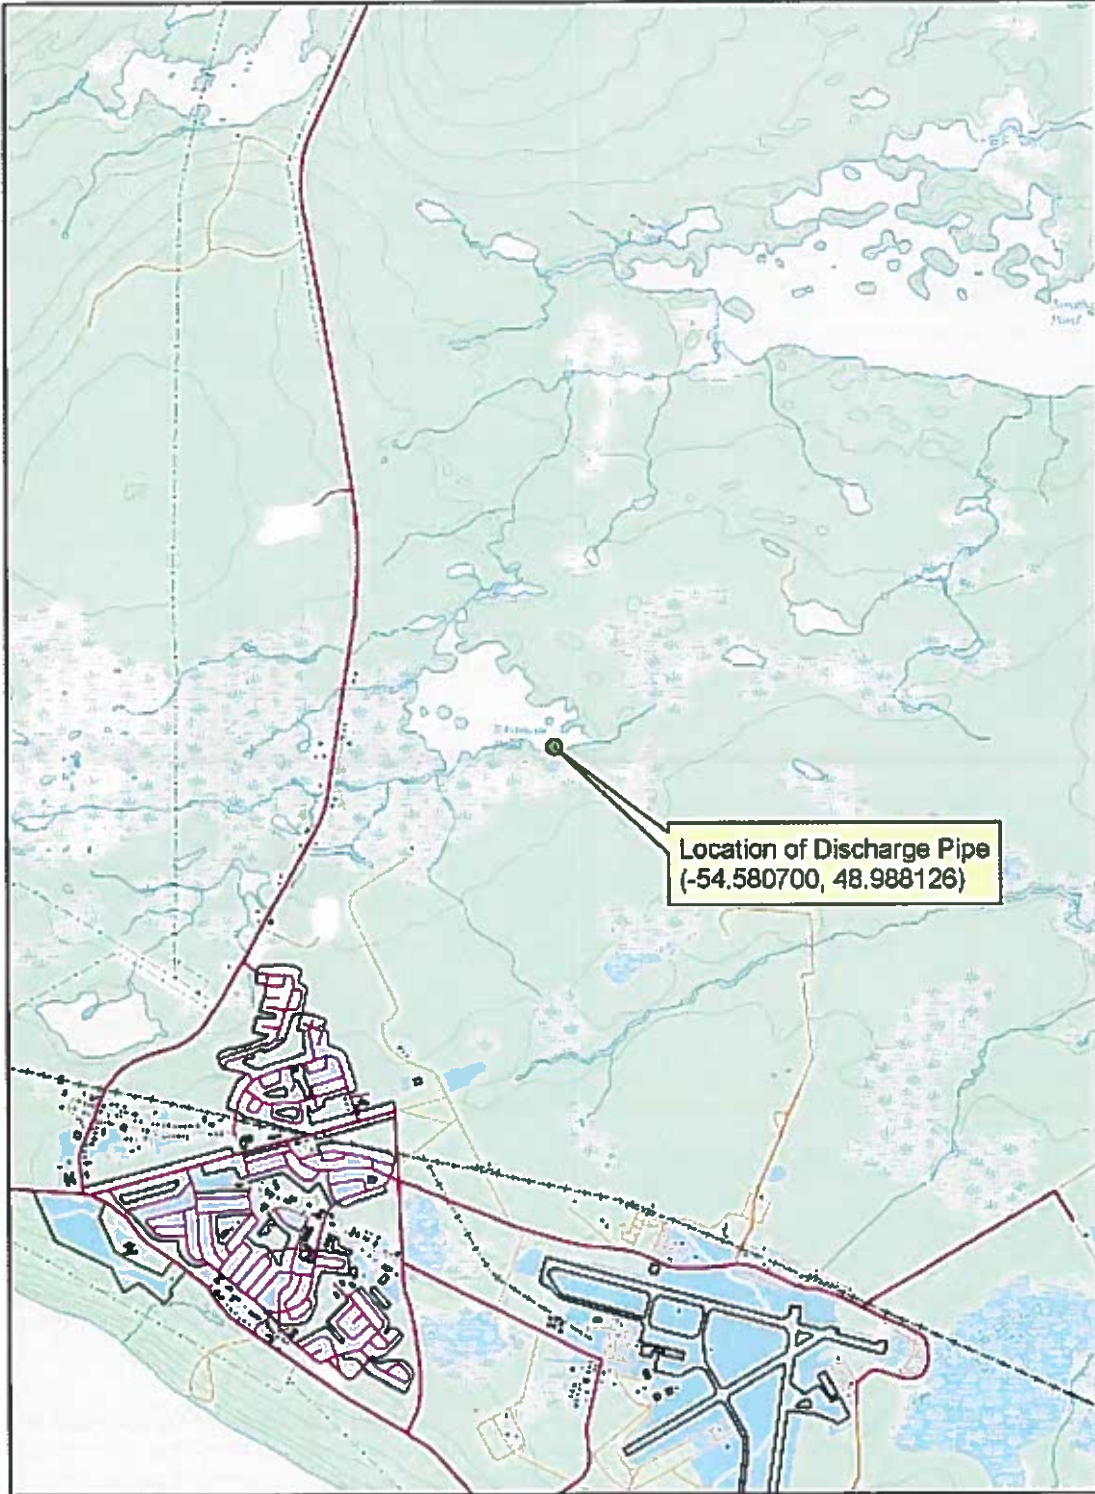 Location of Discharge Pipe
(-54.580700, 48.988126)